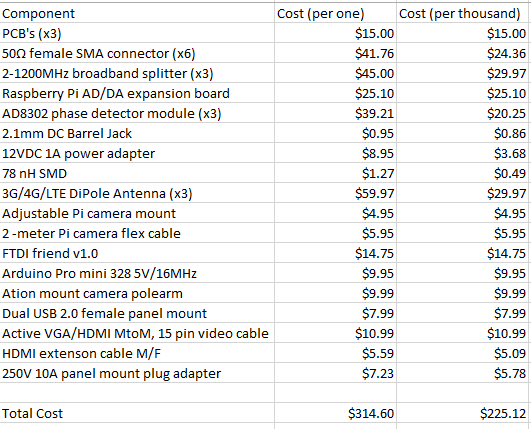 Component Cost (per one) Cost (per thousand)
PCB's (x3) $15.00 $15.00
50Ω female SMA connector (x6) $41.76 $24.36
2-1200MHz broadband splitter (x3) $45.00 $29.97
Raspberry Pi AD/DA expansion board $25.10 $25.10
AD8302 phase detector module (x3) $39.21 $20.25
2.1mm DC Barrel Jack $0.95 $0.86
12VDC 1A power adapter $8.95 $3.68
78 nH SMD $1.27 $0.49
3G/4G/LTE DiPole Antenna (x3) $59.97 $29.97
Adjustable Pi camera mount $4.95 $4.95
2 -meter Pi camera flex cable $5.95 $5.95
FTDI friend v1.0 $14.75 $14.75
Arduino Pro mini 328 5V/16MHz $9.95 $9.95
Ation mount camera polearm $9.99 $9.99
Dual USB 2.0 female panel mount $7.99 $7.99
Active VGA/HDMI MtoM, 15 pin video cable $10.99 $10.99
HDMI extenson cable M/F $5.59 $5.09
250V 10A panel mount plug adapter $7.23 $5.78
Total Cost $314.60 $225.12